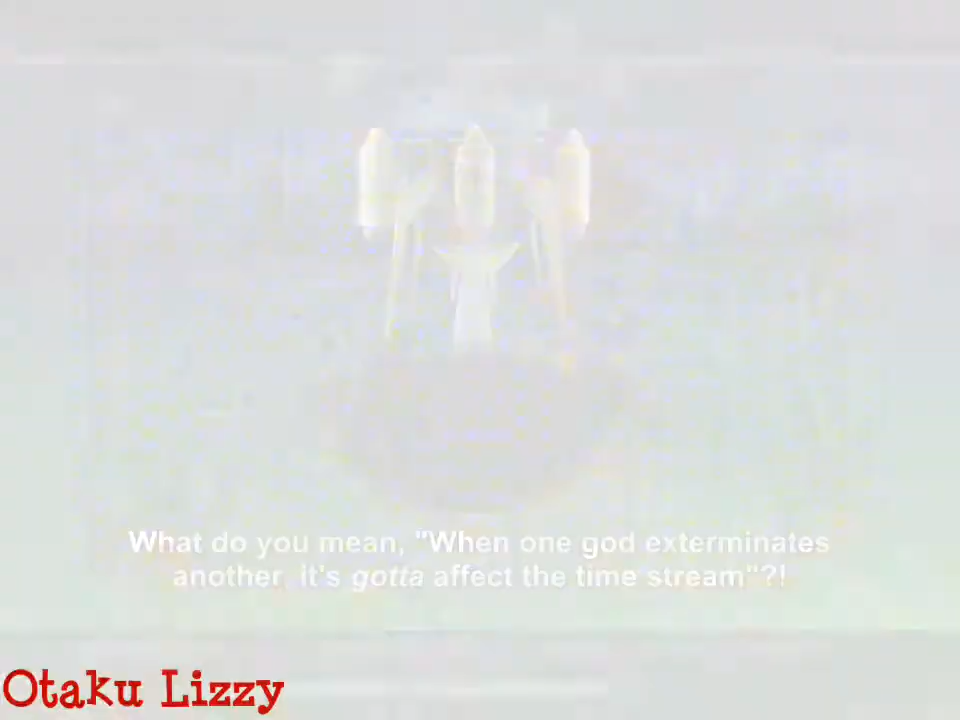 What do you mean, "When one god exterminates
another, it's gotta affect the time stream"?!
Otaku Lizzy